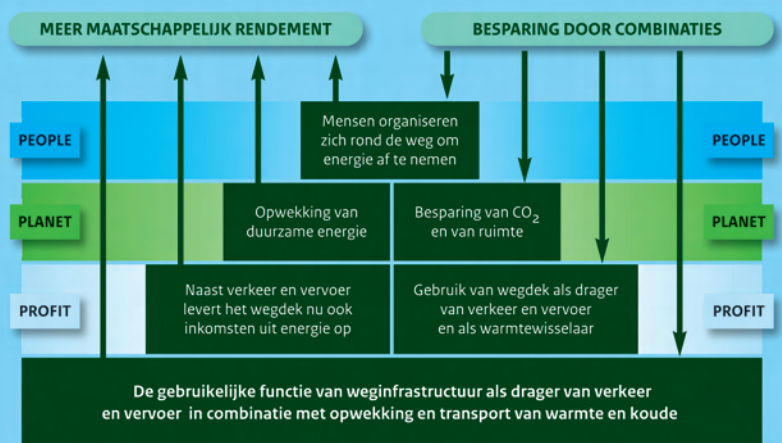 MEER MAATSCHAPPELIJK RENDEMENT
BESPARING DOOR COMBINATIES
PEOPLE
Mensen organiseren
zich rond de weg om
energie af te nemen
PEOPLE
PLANET
Opwekking van
duurzame energie
Besparing van CO₂
en van ruimte
PLANET
PROFIT
Naast verkeer en vervoer
levert het wegdek nu ook
inkomsten uit energie op
Gebruik van wegdek als drager
van verkeer en vervoer
en als warmtewisselaar
PROFIT
De gebruikelijke functie van weginfrastructuur als drager van verkeer
en vervoer in combinatie met opwekking en transport van warmte en koude